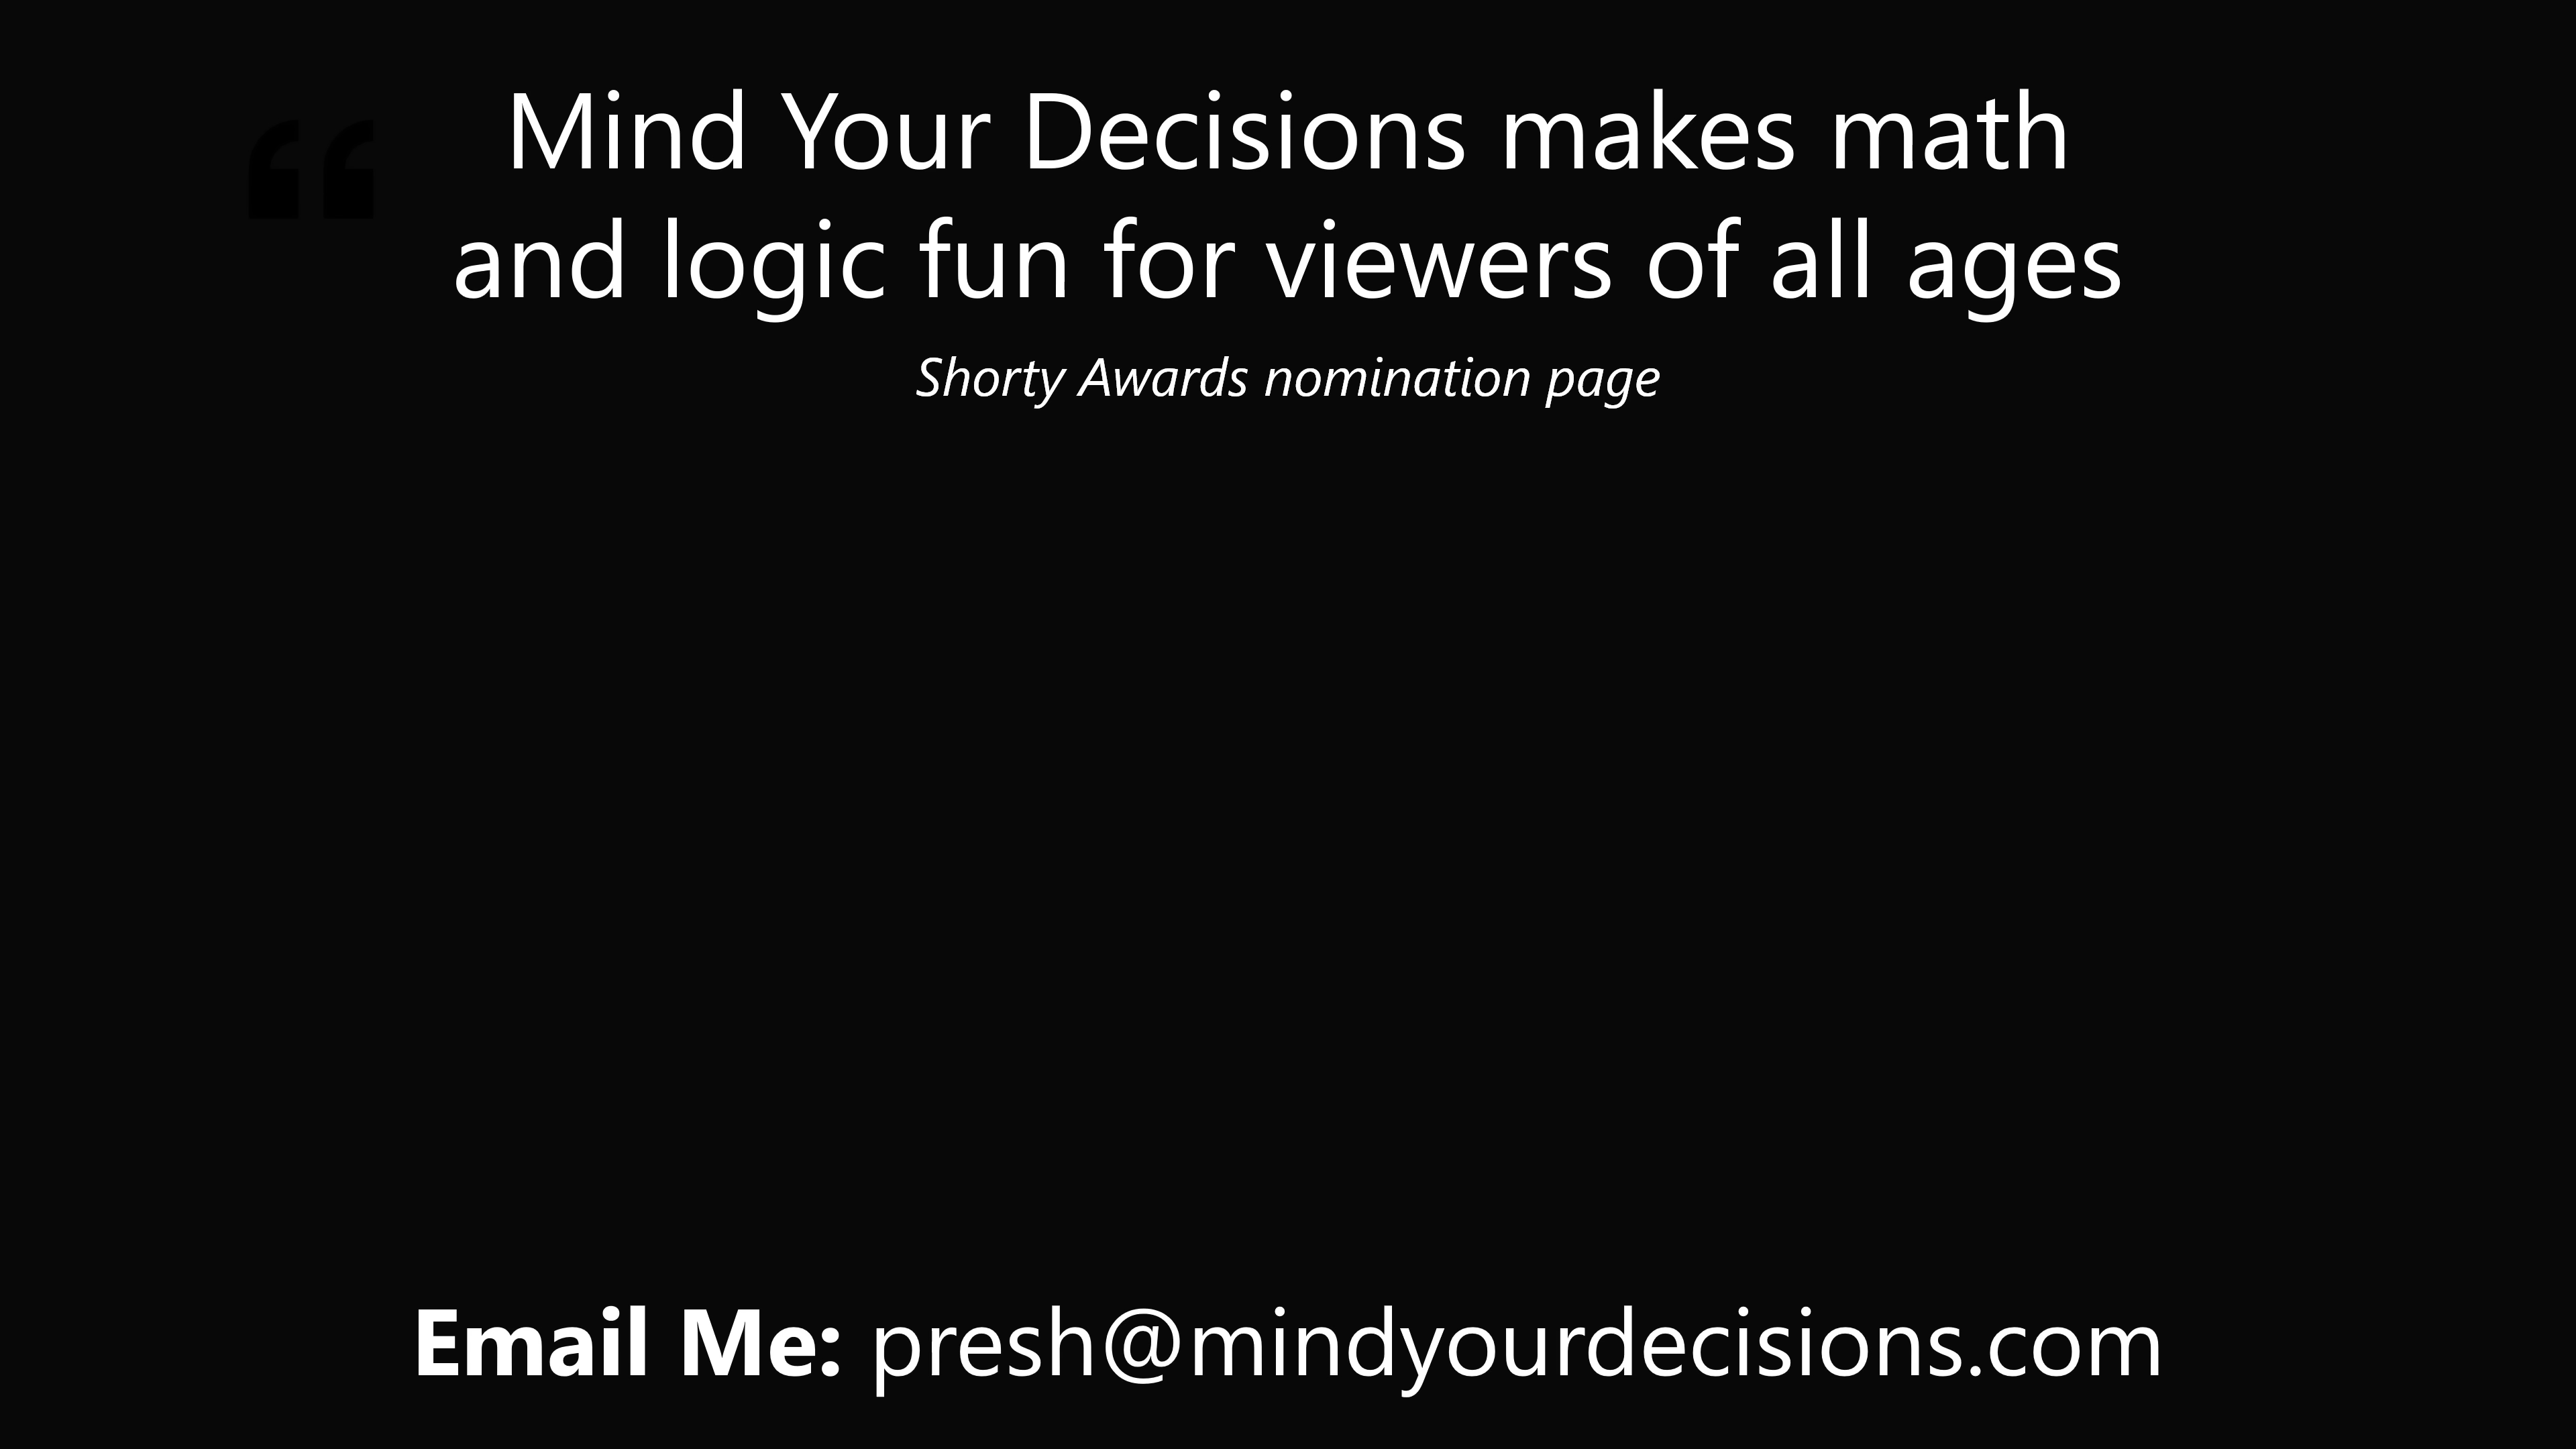 “
Mind Your Decisions makes math
and logic fun for viewers of all ages
Shorty Awards nomination page
Email Me: presh@mindyourdecisions.com